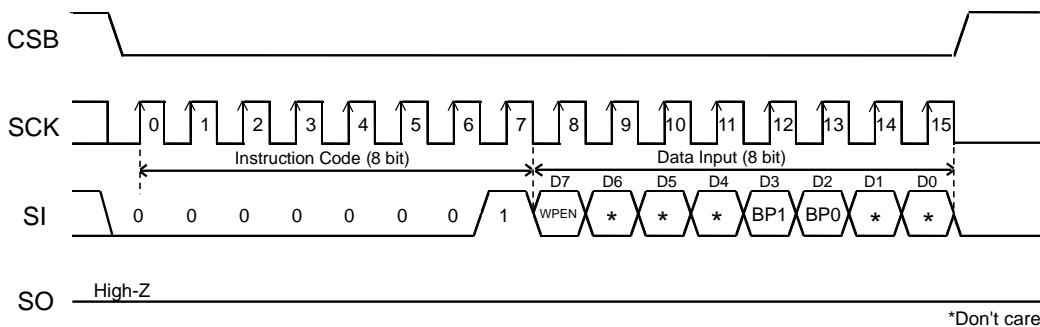 CSB
SCK 0 1 2 3 4 5 6 7 8 9 10 11 12 13 14 15
Instruction Code (8 bit) Data Input (8 bit)
D7 D6 D5 D4 D3 D2 D1 D0
SI 0 0 0 0 0 0 0 1 WPEN * * * BP1 BP0 * *
High-Z
SO
*Don't care